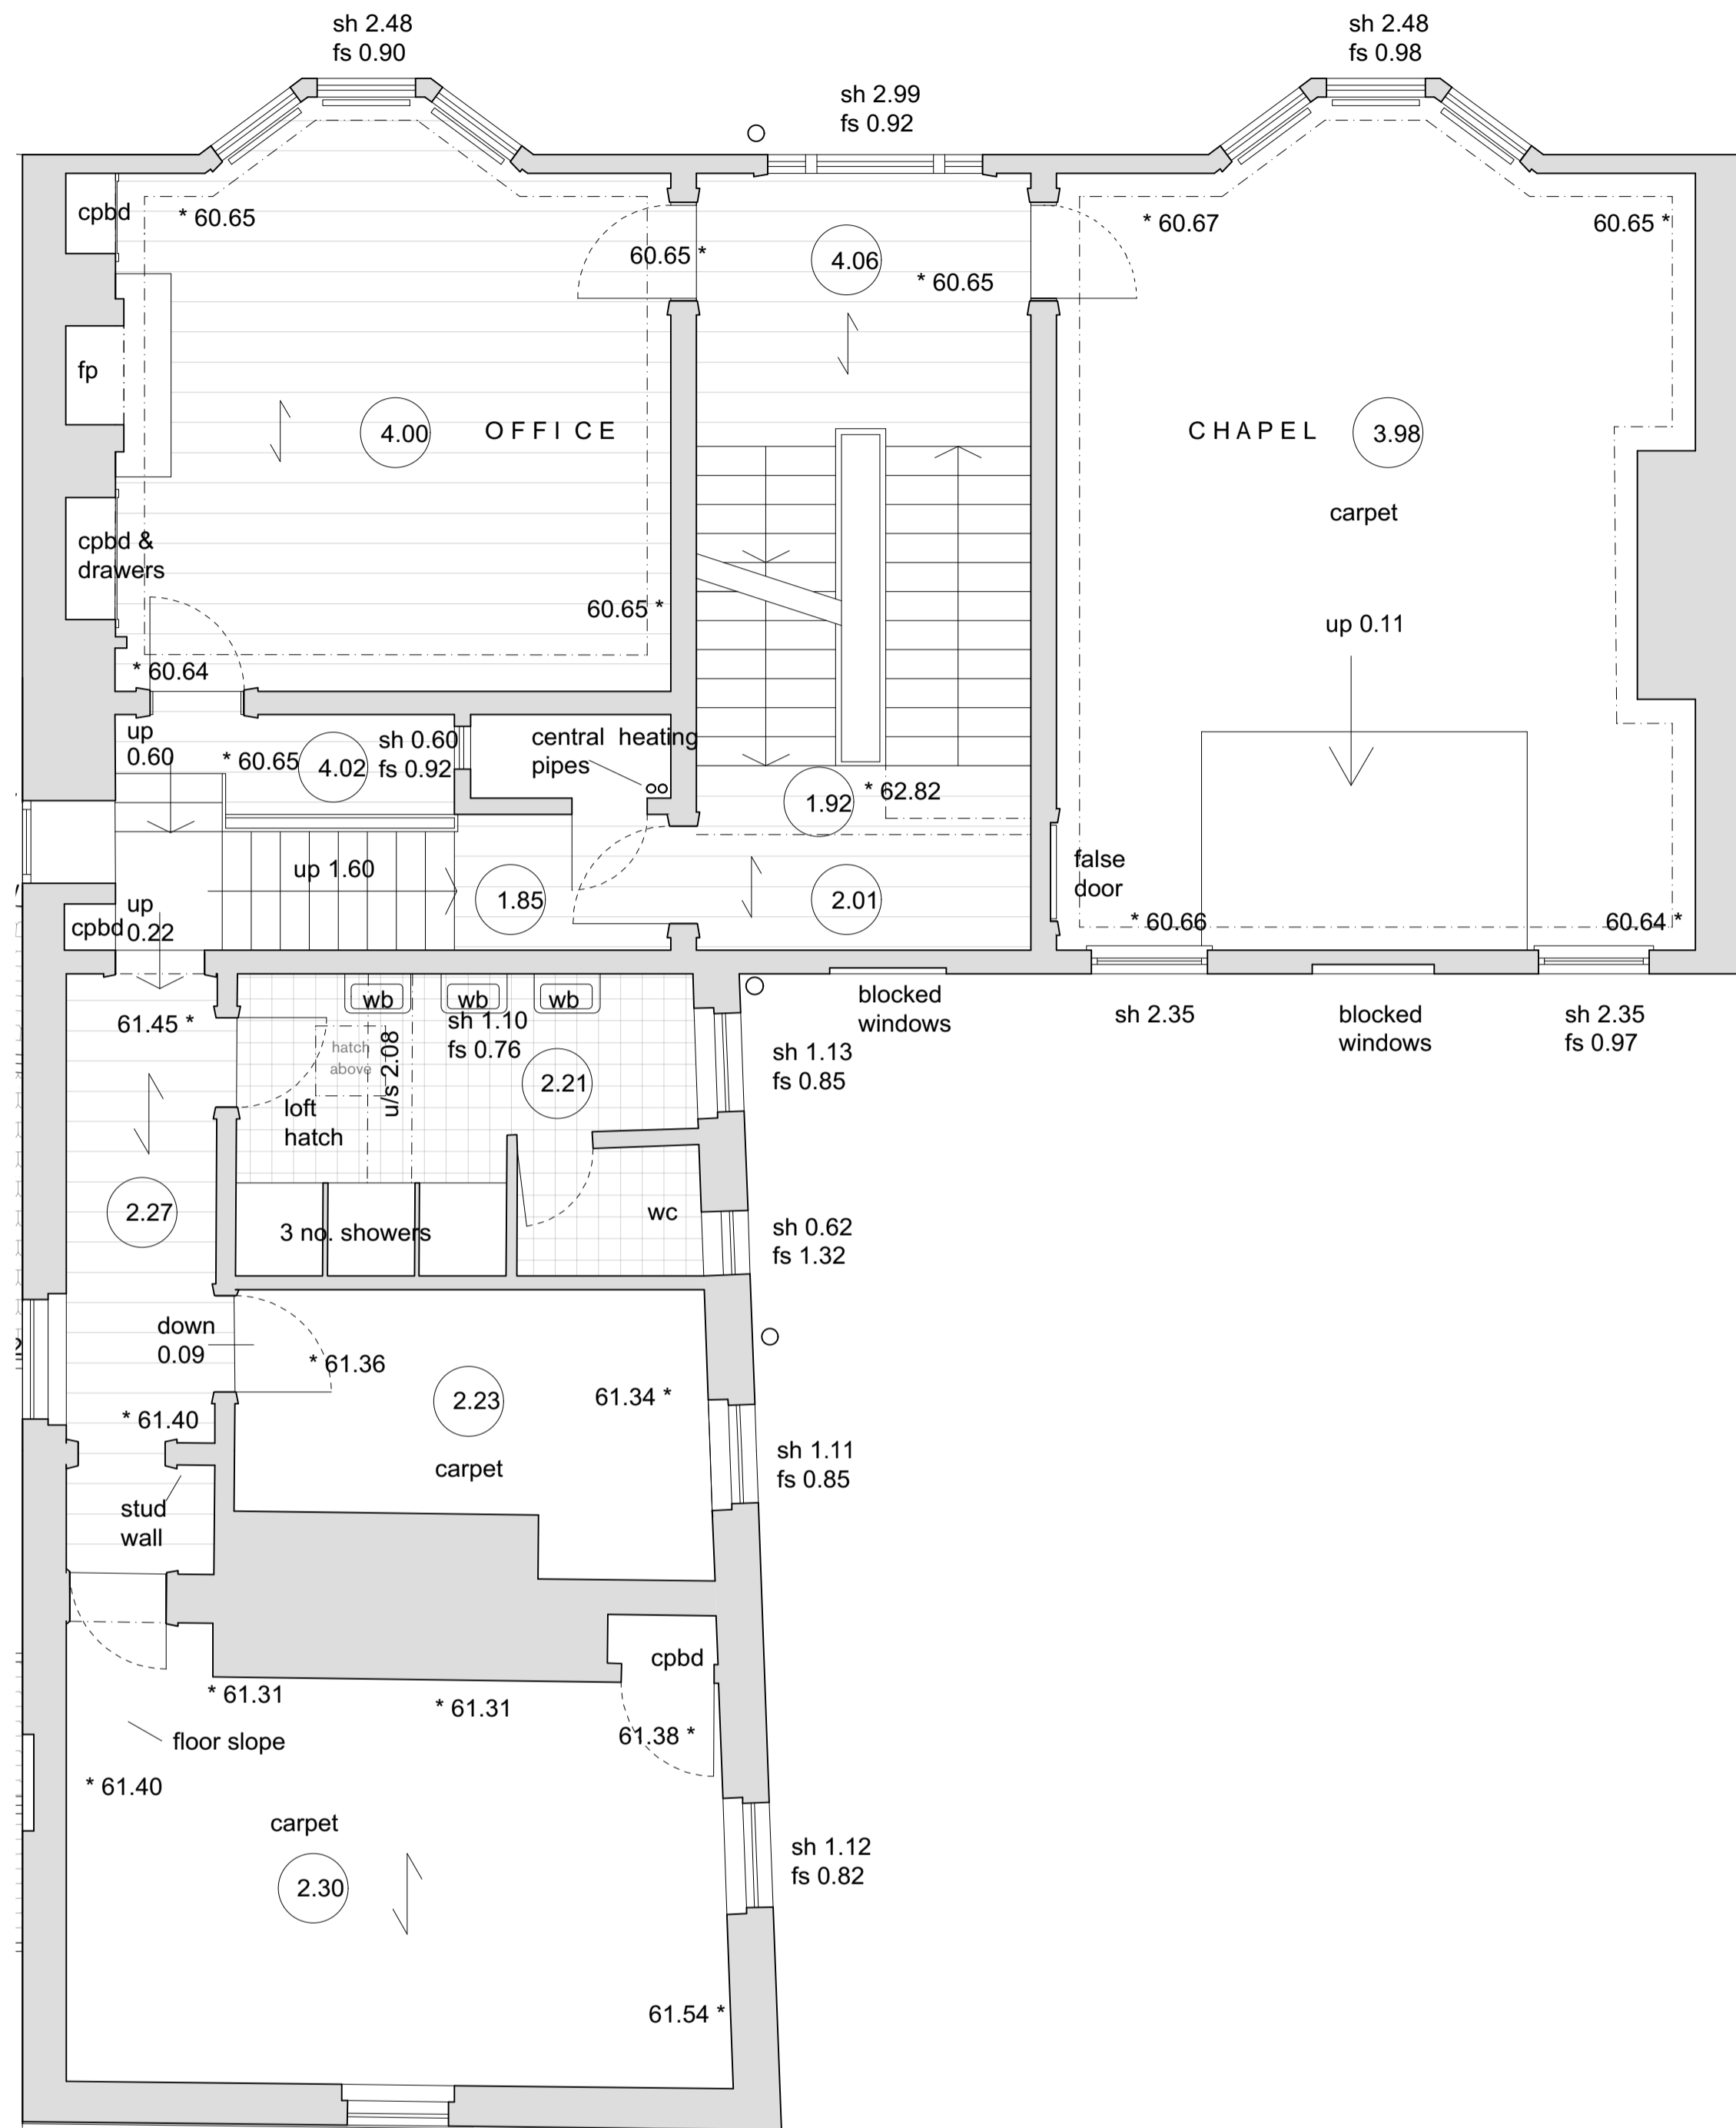 sh 2.48
fs 0.90
sh 2.48
fs 0.98
sh 2.99
fs 0.92
cpbd
* 60.65
60.65 *
4.06
* 60.65
* 60.67
60.65 *
fp
4.00
OFFICE
CHAPEL
3.98
carpet
cpbd &
drawers
60.65 *
up 0.11
* 60.64
up
0.60
* 60.65
4.02
sh 0.60
fs 0.92
central heating
pipes
1.92
* 62.82
up 1.60
1.85
2.01
false
door
cpbd
up
0.22
* 60.66
60.64 *
61.45 *
wb
wb
wb
sh 1.10
fs 0.76
hatch
above
u/s 2.08
loft
hatch
2.21
blocked
windows
sh 2.35
blocked
windows
sh 2.35
fs 0.97
sh 1.13
fs 0.85
2.27
3 no. showers
wc
sh 0.62
fs 1.32
down
0.09
* 61.36
2.23
61.34 *
* 61.40
carpet
sh 1.11
fs 0.85
stud
wall
cpbd
* 61.31
* 61.31
61.38 *
floor slope
* 61.40
carpet
2.30
sh 1.12
fs 0.82
61.54 *